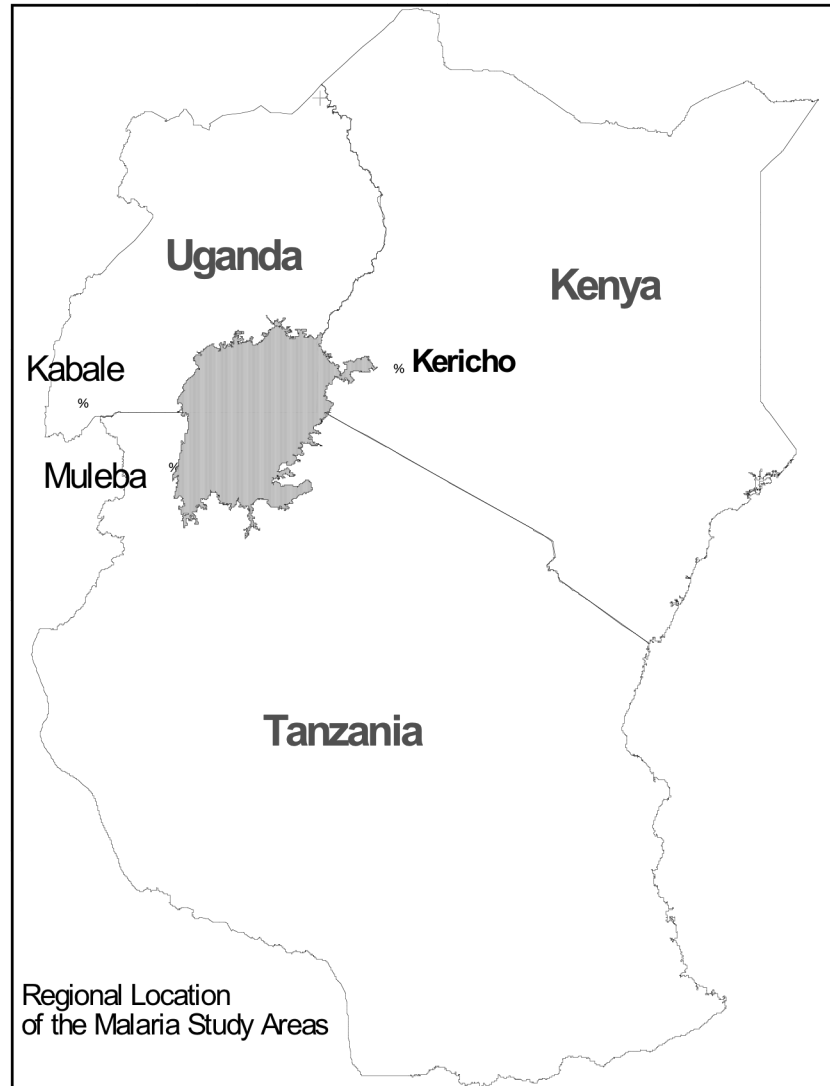 Uganda
Kenya
Kabale
%
% Kericho
Muleba %
Tanzania
Regional Location
of the Malaria Study Areas